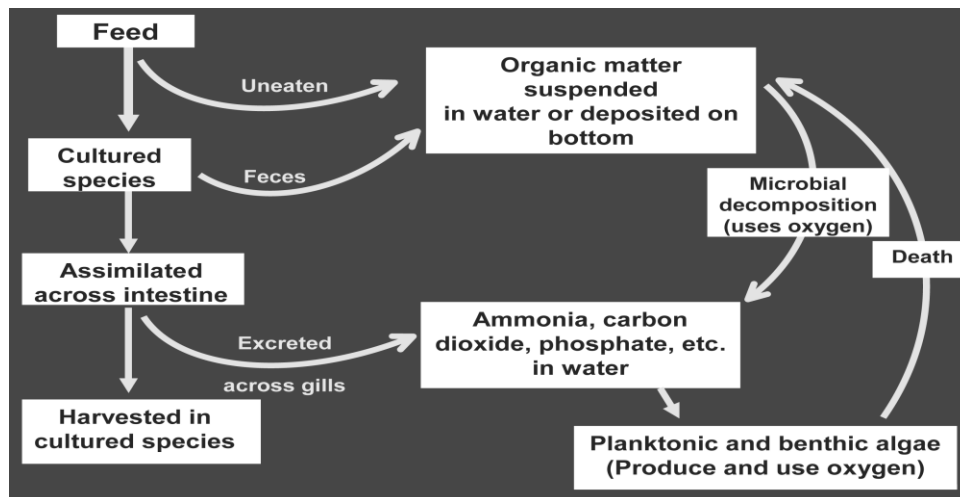 Feed
Uneaten
Organic matter
suspended
in water or deposited on
bottom
Cultured
species
Feces
Microbial
decomposition
(uses oxygen)
Death
Assimilated
across intestine
Excreted
across gills
Ammonia, carbon
dioxide, phosphate, etc.
in water
Harvested in
cultured species
Planktonic and benthic algae
(Produce and use oxygen)